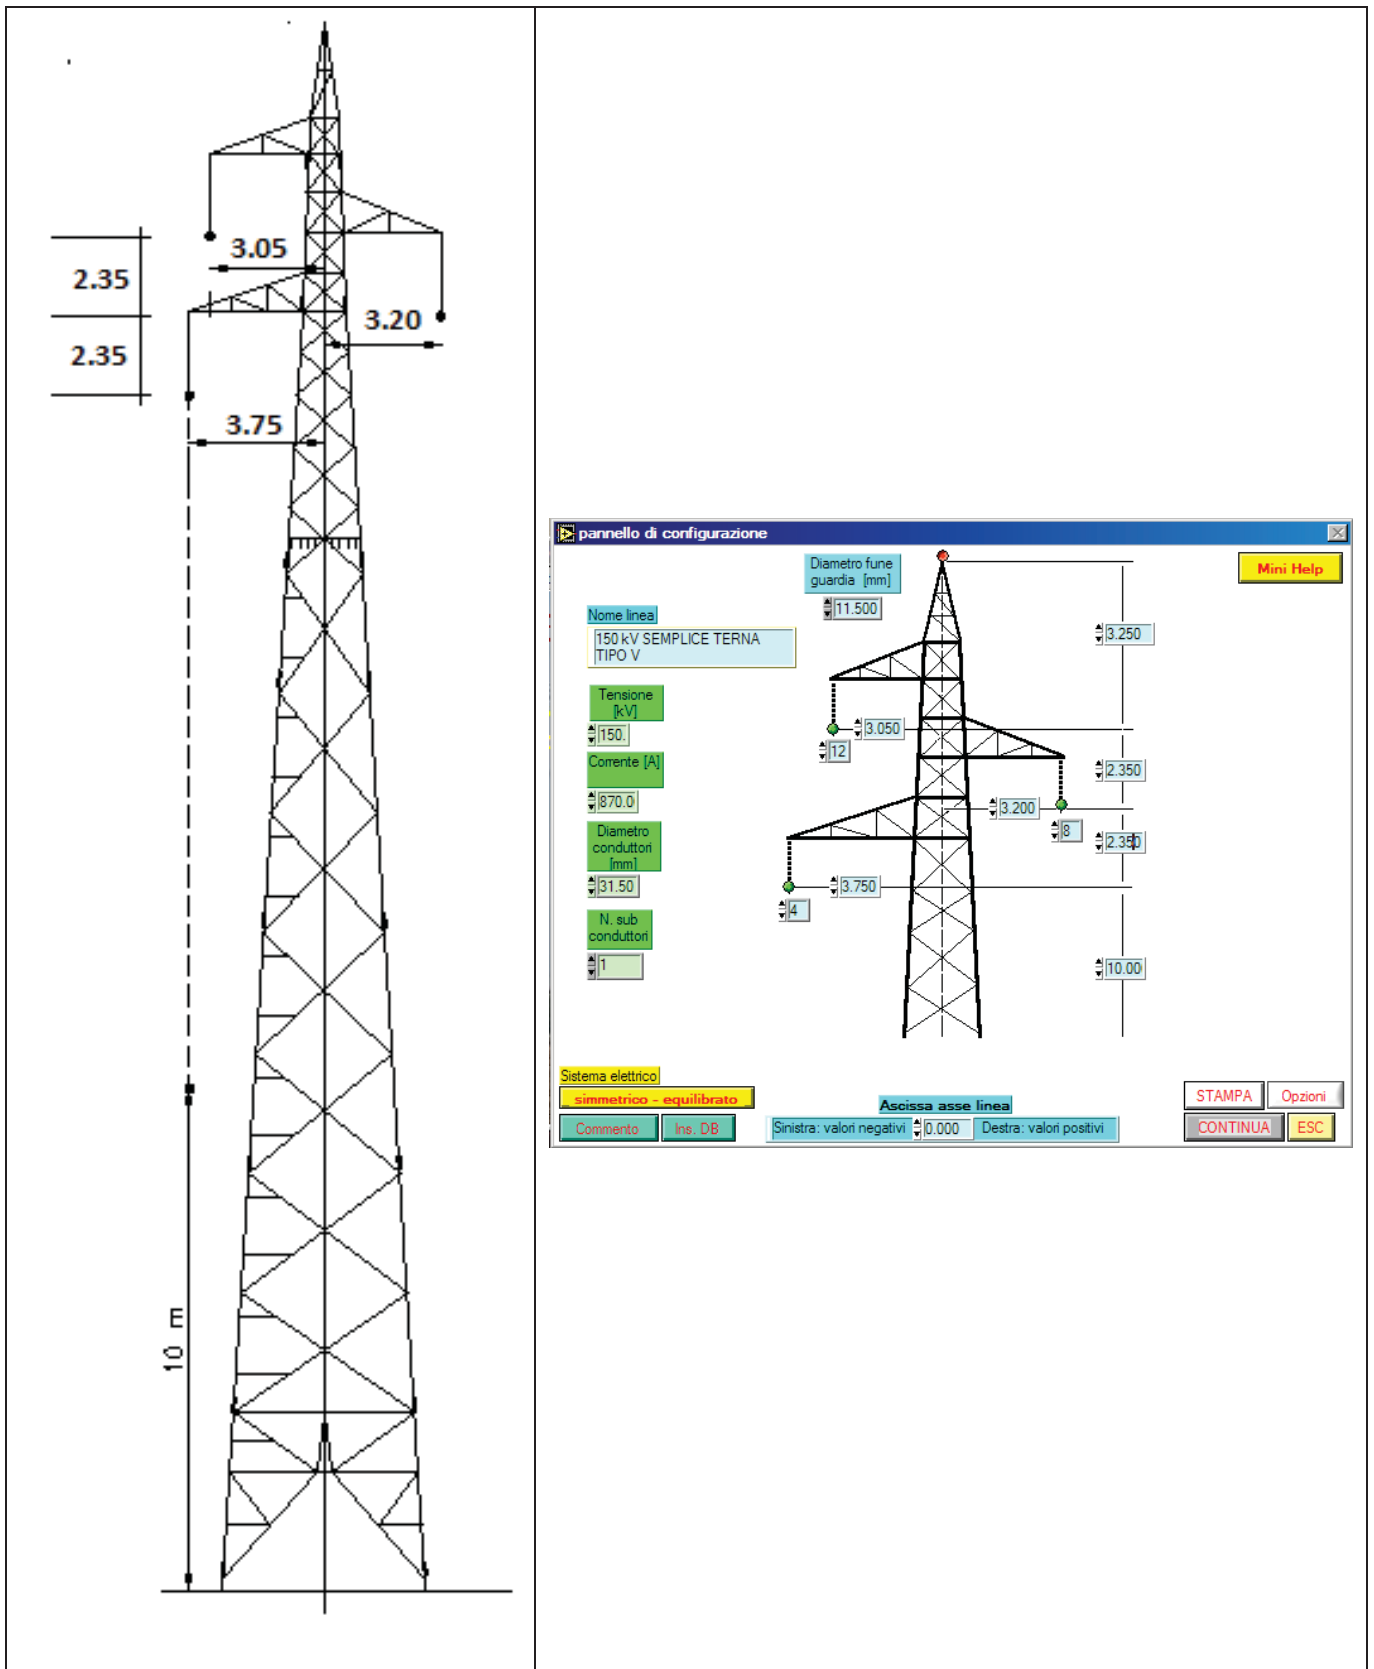 3.05
2.35
3.20
2.35
3.75
10 E
pannello di configurazione
Diametro fune
guardia [mm]
11.500
Mini Help
Nome linea
150 kV SEMPLICE TERNA
TIPO V
3.250
Tensione
[kV]
150.
3.050
12
Corrente [A]
2.350
870.0
3.200
8
Diametro
conduttori
[mm]
2.350
31.50
3.750
4
N. sub
conduttori
1
10.00
Sistema elettrico
simmetrico - equilibrato
Commento
Ins. DB
Ascissa asse linea
Sinistra: valori negativi
0.000
Destra: valori positivi
STAMPA
Opzioni
CONTINUA
ESC